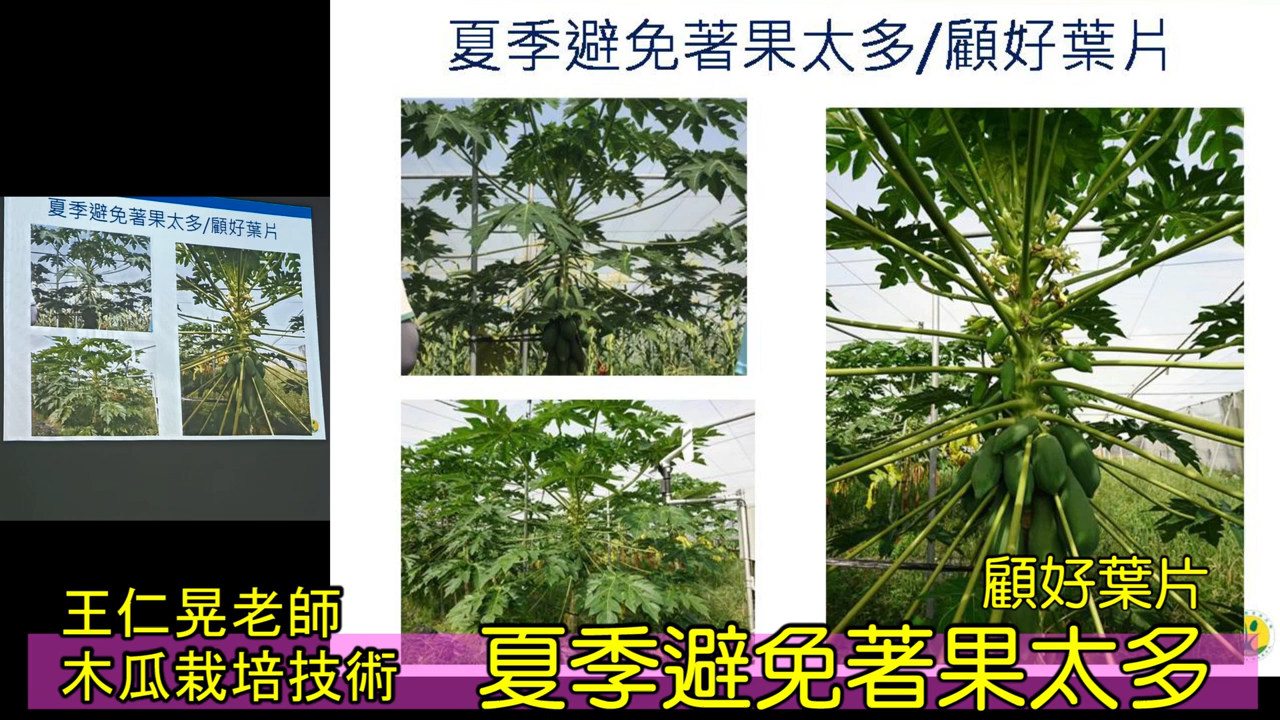 夏季避免著果太多/顧好葉片
夏季避免著果太多/顧好葉片
顧好葉片
王仁晃老師
木瓜栽培技術
夏季避免著果太多